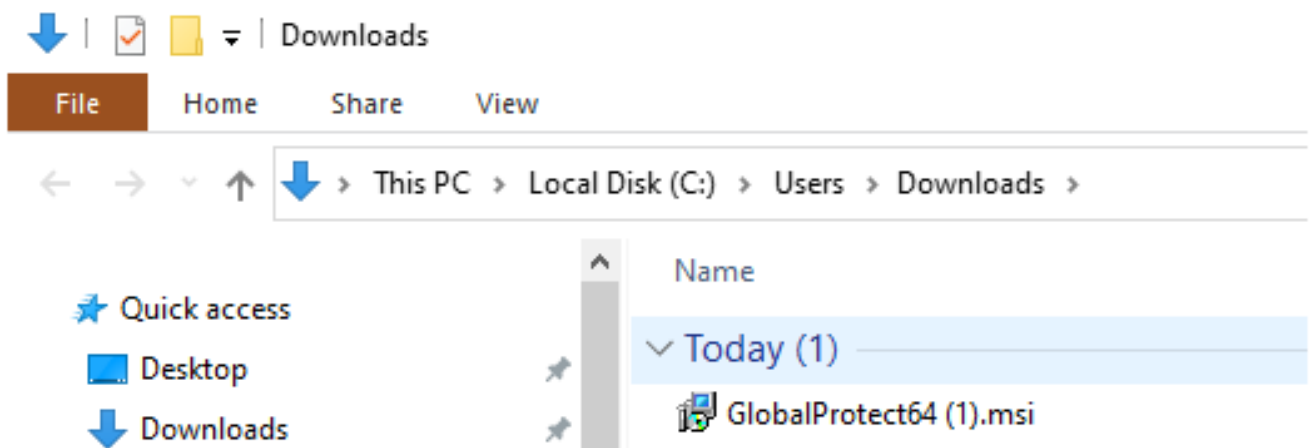 Downloads
File Home Share View
This PC > Local Disk (C:) > Users > Downloads >
Name
Quick access
Today (1)
Desktop
GlobalProtect64 (1).msi
Downloads